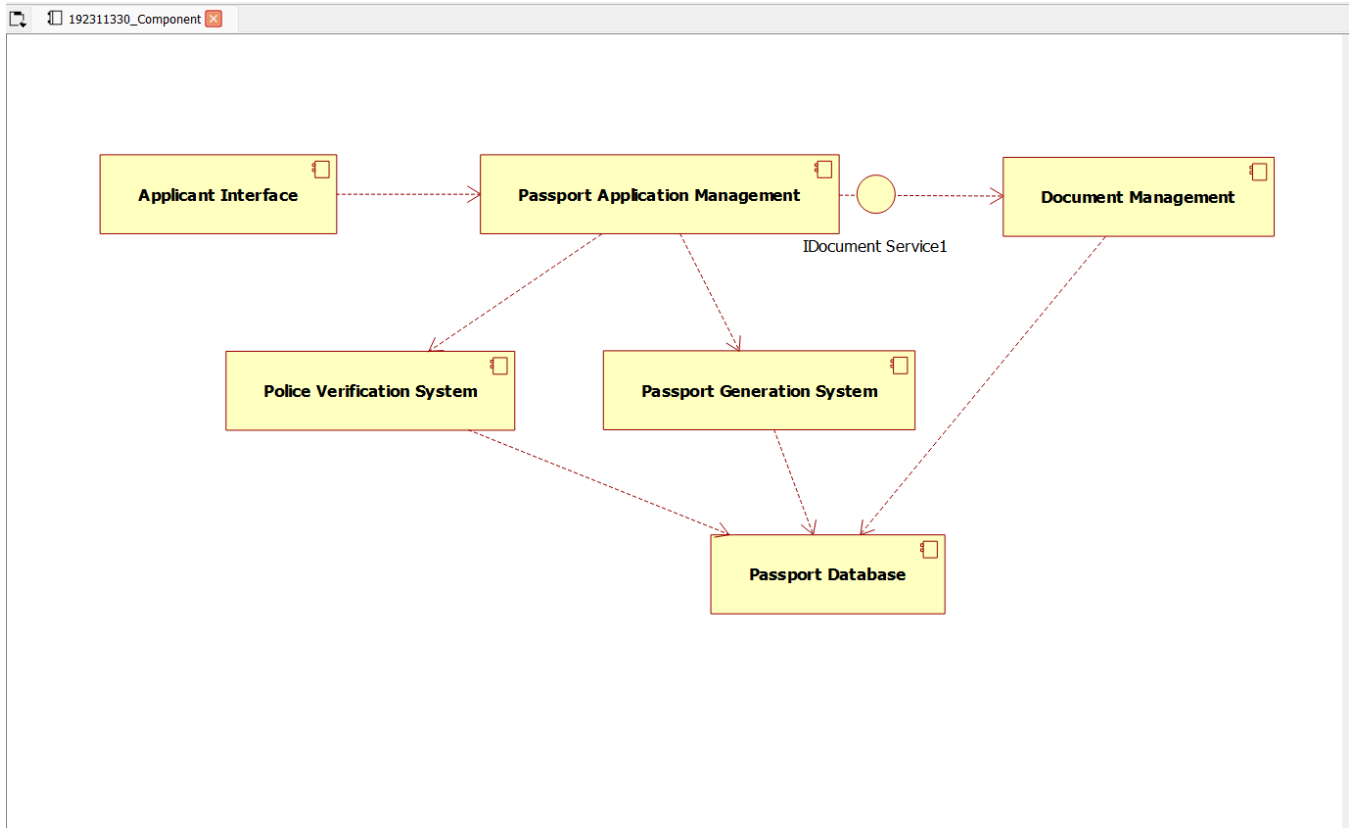 192311330_Component
Applicant Interface
Passport Application Management
Document Management
IDocument Service1
Police Verification System
Passport Generation System
Passport Database